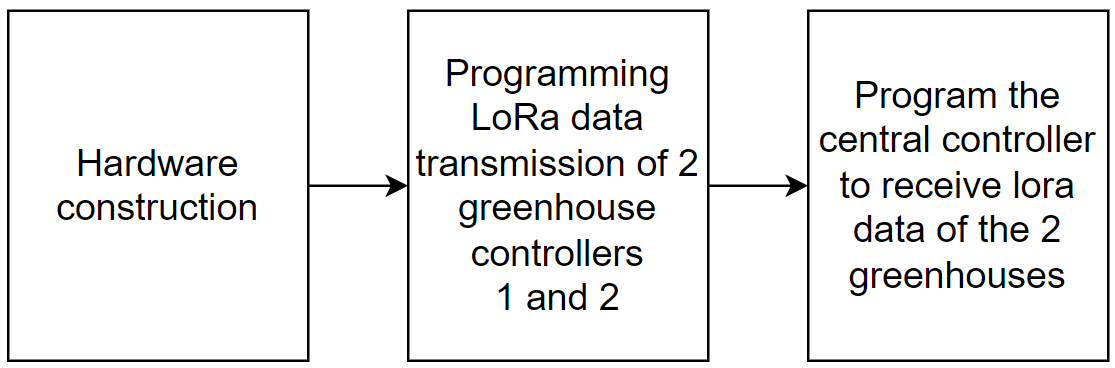 Hardware
construction
Programming
LoRa data
transmission of 2
greenhouse
controllers
1 and 2
Program the
central controller
to receive lora
data of the 2
greenhouses